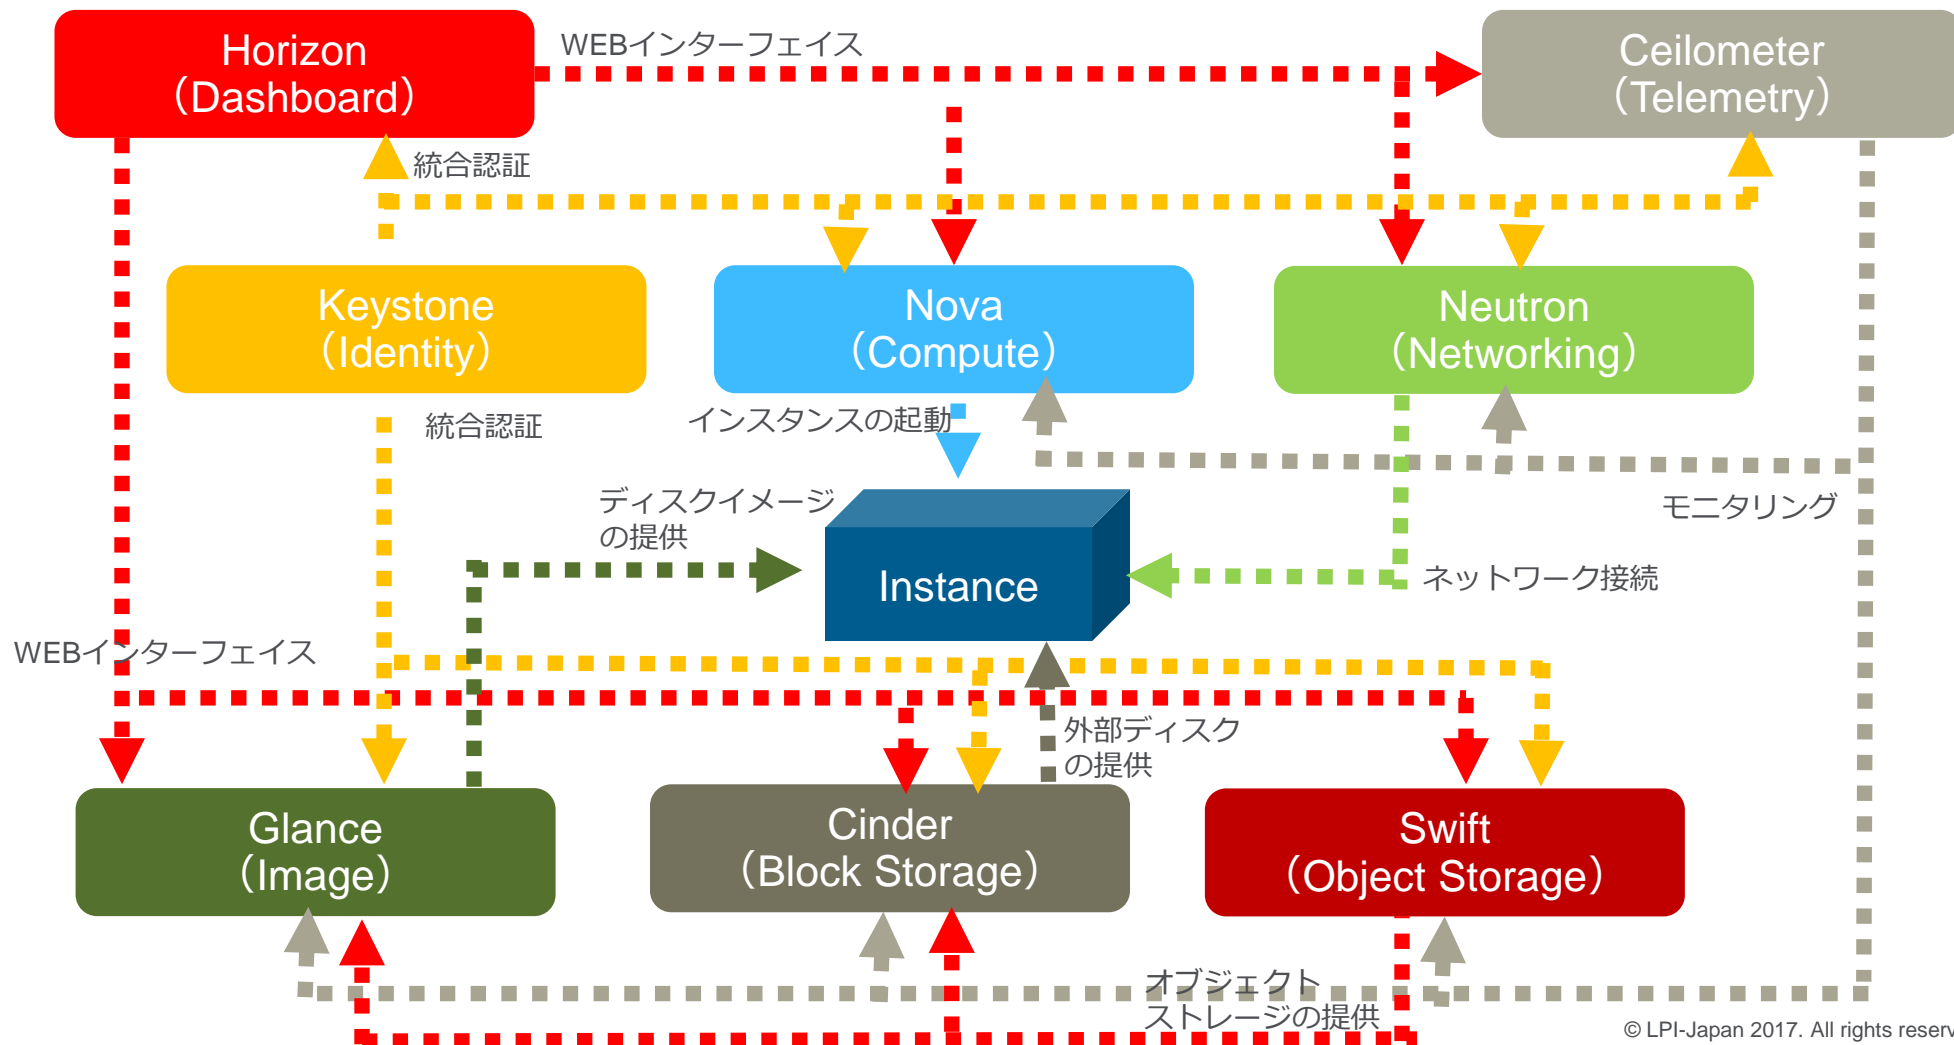 Horizon
（Dashboard）
WEBインターフェイス
Ceilometer
（Telemetry）
統合認証
Keystone
（Identity）
Nova
（Compute）
Neutron
（Networking）
統合認証
インスタンスの起動
ディスクイメージ
の提供
モニタリング
Instance
ネットワーク接続
WEBインターフェイス
外部ディスク
の提供
Glance
（Image）
Cinder
（Block Storage）
Swift
（Object Storage）
オブジェクト
ストレージの提供
© LPI-Japan 2017. All rights reserv